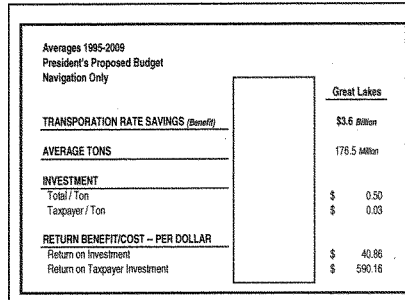 Averages 1995-2009
President's Proposed Budget
Navigation Only
Great Lakes
TRANSPORATION RATE SAVINGS (Benefit) $3.6 Billion
AVERAGE TONS 176.5 Million
INVESTMENT
Total / Ton $ 0.50
Taxpayer / Ton $ 0.03
RETURN BENEFIT/COST – PER DOLLAR
Return on Investment $ 40.86
Return on Taxpayer Investment $ 590.16